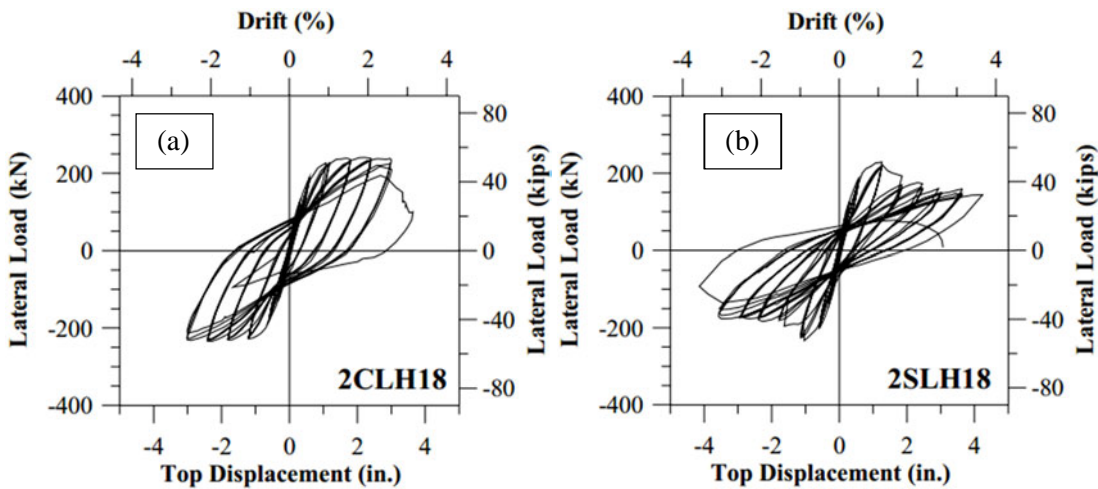 Drift (%)
-4 -2 0 2 4
400
200
0
-200
-400
Lateral Load (kN)
(a)
80
40
0
-40
-80
Lateral Load (kips)
2CLH18
-4 -2 0 2 4
Top Displacement (in.)
Drift (%)
-4 -2 0 2 4
400
200
0
-200
-400
Lateral Load (kN)
(b)
80
40
0
-40
-80
Lateral Load (kips)
2SLH18
-4 -2 0 2 4
Top Displacement (in.)